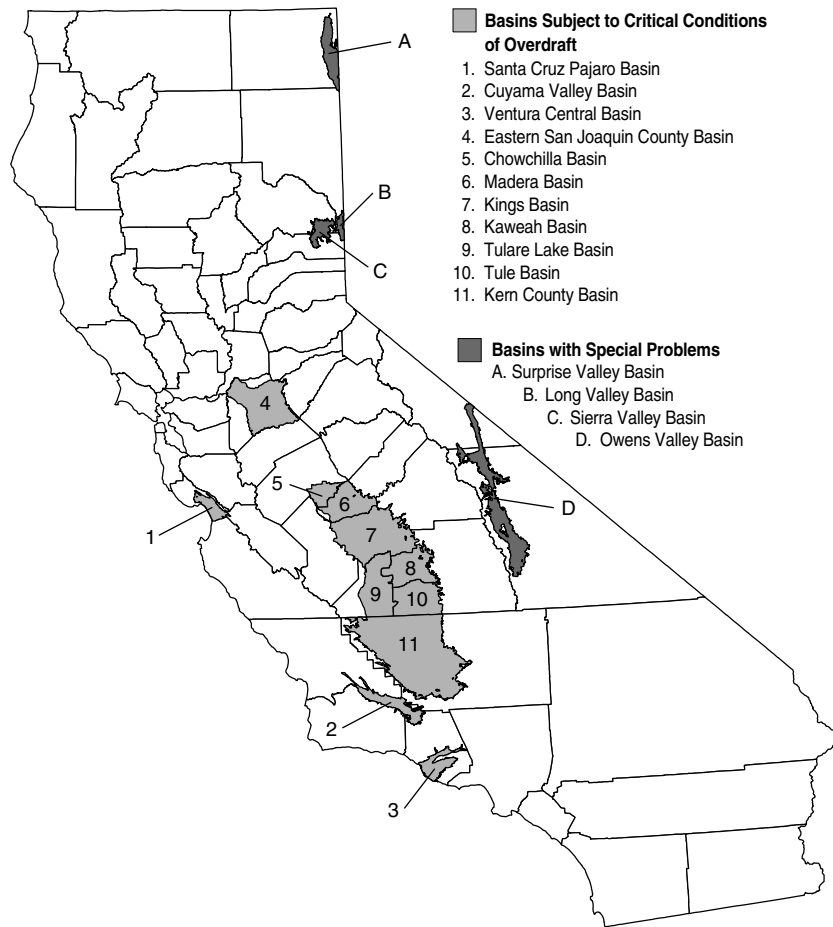 Basins Subject to Critical Conditions
of Overdraft
1. Santa Cruz Pajaro Basin
2. Cuyama Valley Basin
3. Ventura Central Basin
4. Eastern San Joaquin County Basin
5. Chowchilla Basin
6. Madera Basin
7. Kings Basin
8. Kaweah Basin
9. Tulare Lake Basin
10. Tule Basin
11. Kern County Basin
Basins with Special Problems
A. Surprise Valley Basin
B. Long Valley Basin
C. Sierra Valley Basin
D. Owens Valley Basin
A
B
C
4
5
6
D
1
7
8
9
10
11
2
3